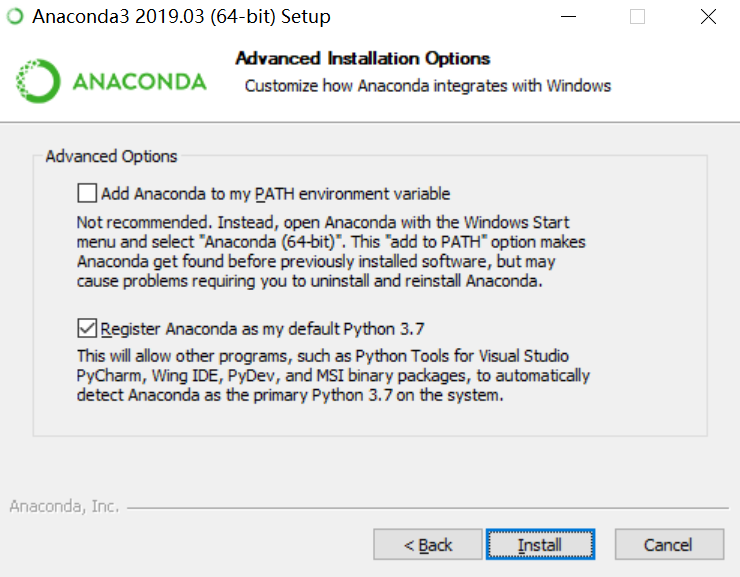 Anaconda3 2019.03 (64-bit) Setup
ANACONDA
Advanced Installation Options
Customize how Anaconda integrates with Windows
Advanced Options
Add Anaconda to my PATH environment variable
Not recommended. Instead, open Anaconda with the Windows Start
menu and select "Anaconda (64-bit)". This "add to PATH" option makes
Anaconda get found before previously installed software, but may
cause problems requiring you to uninstall and reinstall Anaconda.
Register Anaconda as my default Python 3.7
This will allow other programs, such as Python Tools for Visual Studio
PyCharm, Wing IDE, PyDev, and MSI binary packages, to automatically
detect Anaconda as the primary Python 3.7 on the system.
Anaconda, Inc.
< Back
Install
Cancel